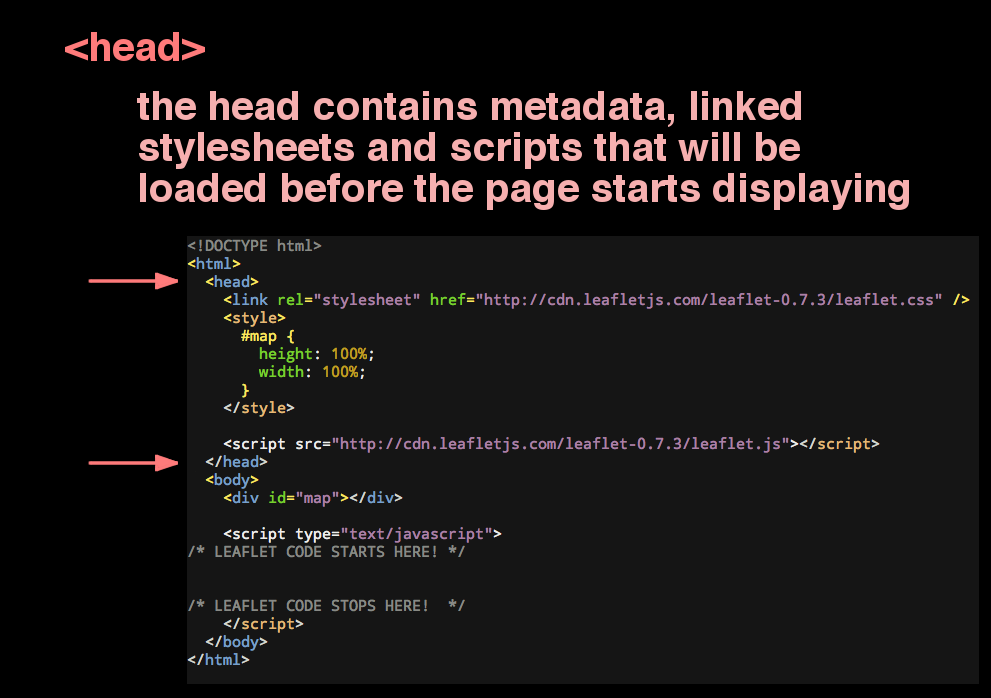 <head>
the head contains metadata, linked
stylesheets and scripts that will be
loaded before the page starts displaying
<!DOCTYPE html>
<html>
  <head>
    <link rel="stylesheet" href="http://cdn.leafletjs.com/leaflet-0.7.3/leaflet.css" />
    <style>
      #map {
        height: 100%;
        width: 100%;
      }
    </style>
    <script src="http://cdn.leafletjs.com/leaflet-0.7.3/leaflet.js"></script>
  </head>
  <body>
    <div id="map"></div>
    <script type="text/javascript">
/* LEAFLET CODE STARTS HERE! */
/* LEAFLET CODE STOPS HERE!  */
    </script>
  </body>
</html>